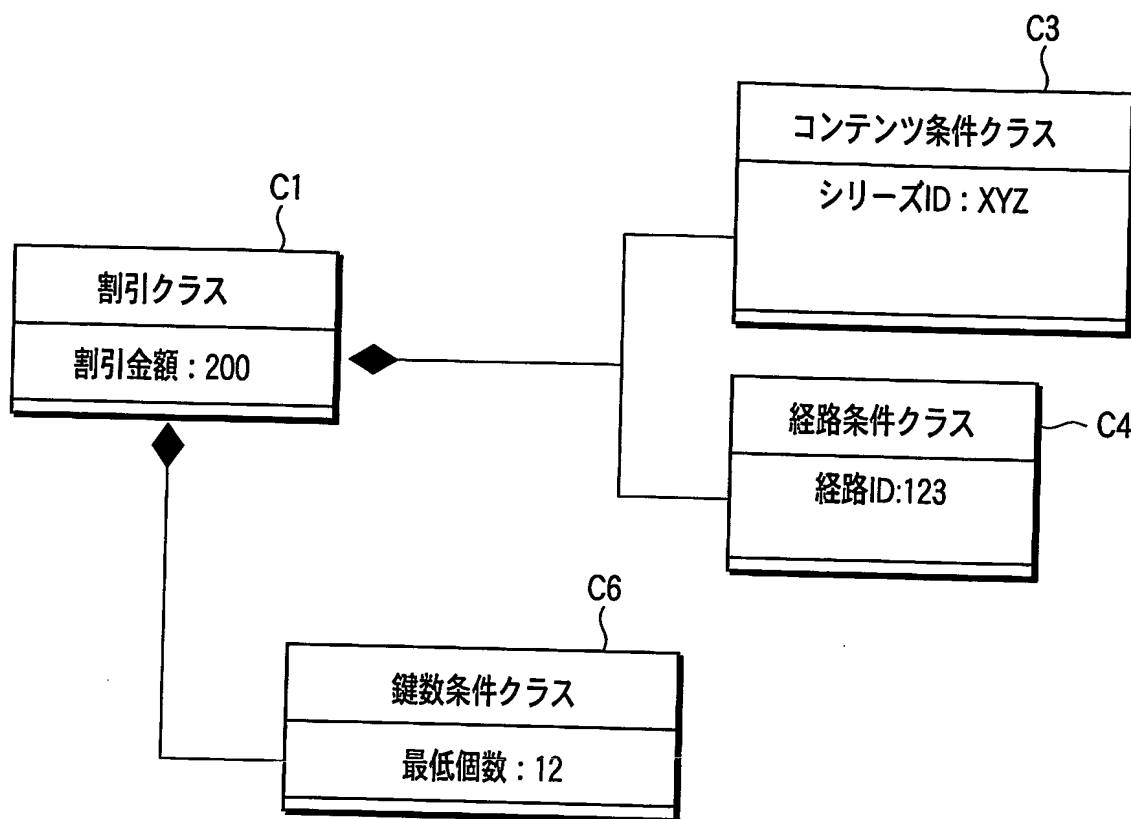 C3
コンテンツ条件クラス
シリーズID：XYZ
C1
割引クラス
割引金額：200
C4
経路条件クラス
経路ID:123
C6
鍵数条件クラス
最低個数：12